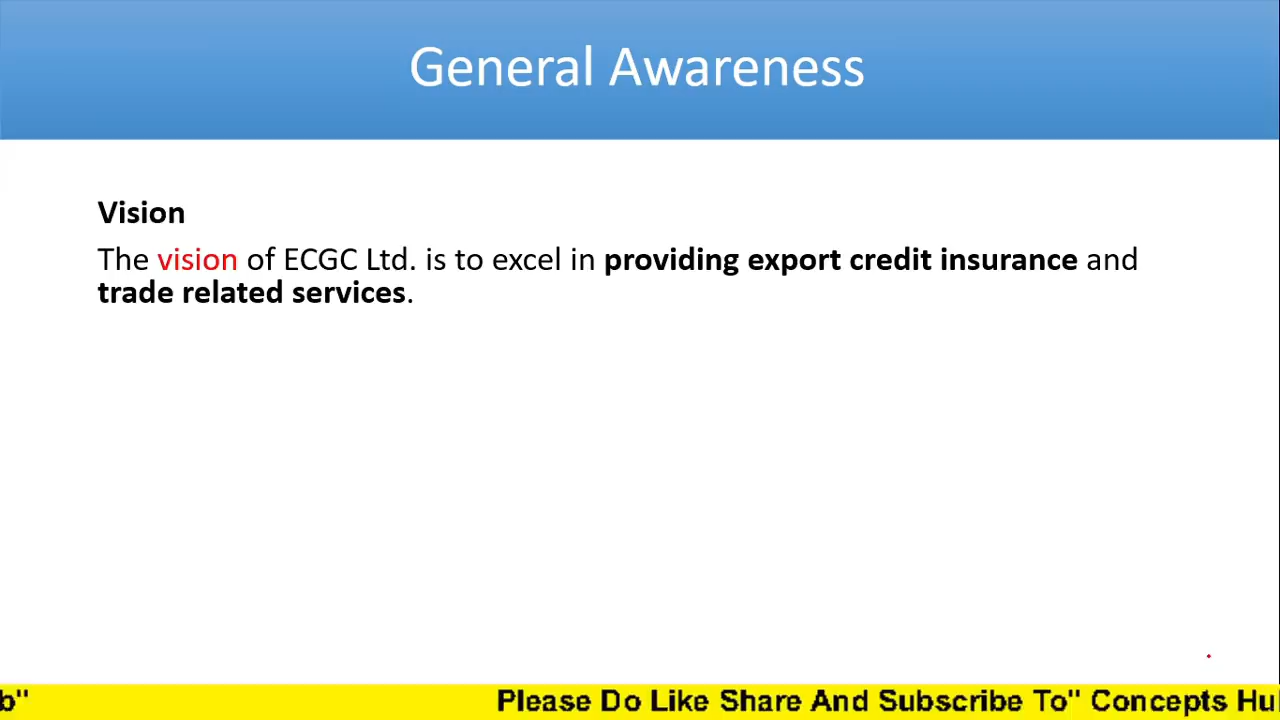 General Awareness
Vision
The vision of ECGC Ltd. is to excel in providing export credit insurance and
trade related services.
b" Please Do Like Share And Subscribe To" Concepts Hu